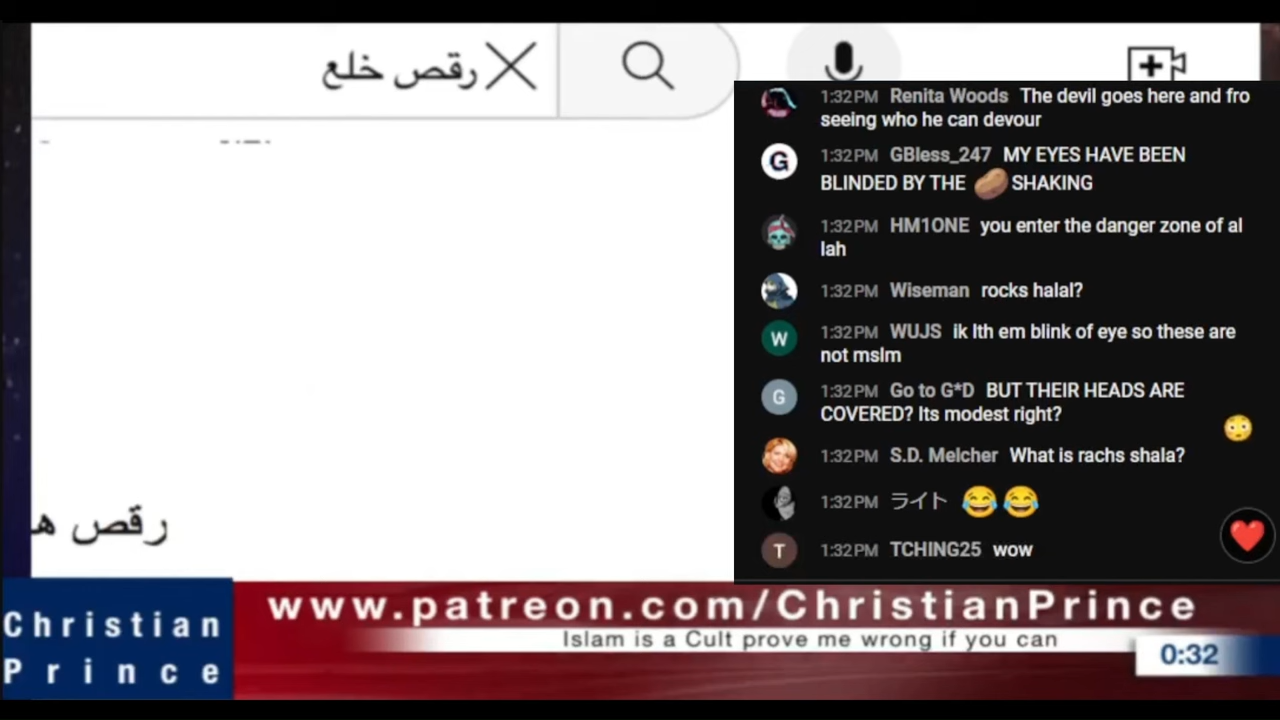 رقص خلع
1:32 PM Renita Woods The devil goes here and fro
seeing who he can devour
1:32 PM GBless_247 MY EYES HAVE BEEN
BLINDED BY THE 🥔 SHAKING
1:32 PM HM1ONE you enter the danger zone of al
lah
1:32 PM Wiseman rocks halal?
W 1:32 PM WUJS ik lth em blink of eye so these are
not mslm
G 1:32 PM Go to G*D BUT THEIR HEADS ARE
COVERED? Its modest right?
1:32 PM S.D. Melcher What is rachs shala?
1:32 PM ライト 😂😂
T 1:32 PM TCHING25 wow
رقص ه
www.patreon.com/ChristianPrince
Islam is a Cult prove me wrong if you can
Christian
Prince
0:32